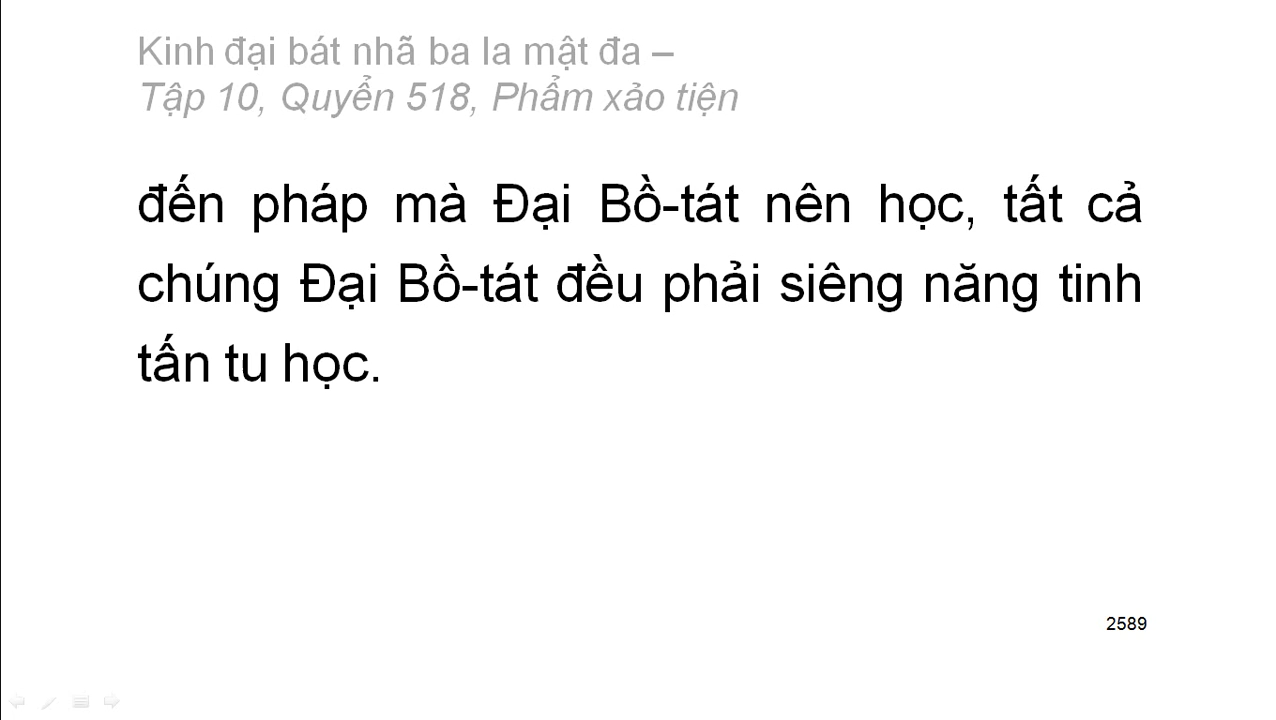 Kinh đại bát nhã ba la mật đa –
Tập 10, Quyển 518, Phẩm xảo tiện
đến pháp mà Đại Bồ-tát nên học, tất cả
chúng Đại Bồ-tát đều phải siêng năng tinh
tấn tu học.
2589